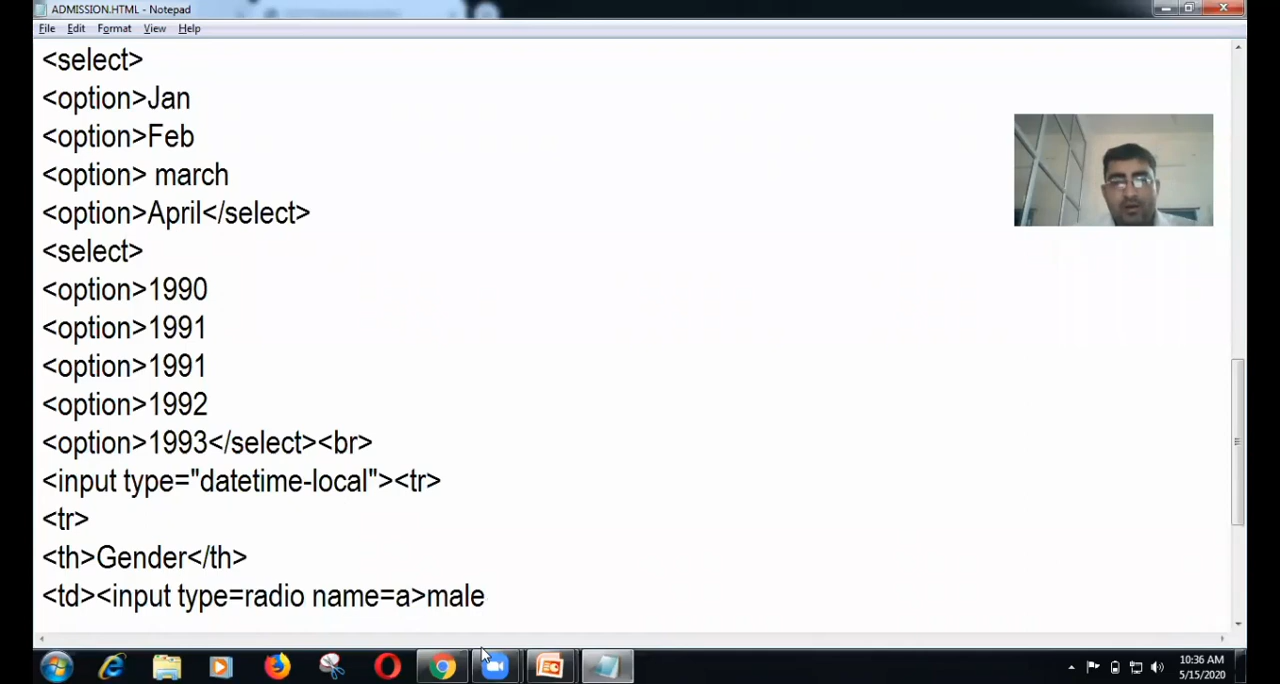 ADMISSION.HTML - Notepad
File Edit Format View Help
<select>
<option>Jan
<option>Feb
<option> march
<option>April</select>
<select>
<option>1990
<option>1991
<option>1991
<option>1992
<option>1993</select><br>
<input type="datetime-local"><tr>
<tr>
<th>Gender</th>
<td><input type=radio name=a>male
10:36 AM
5/15/2020